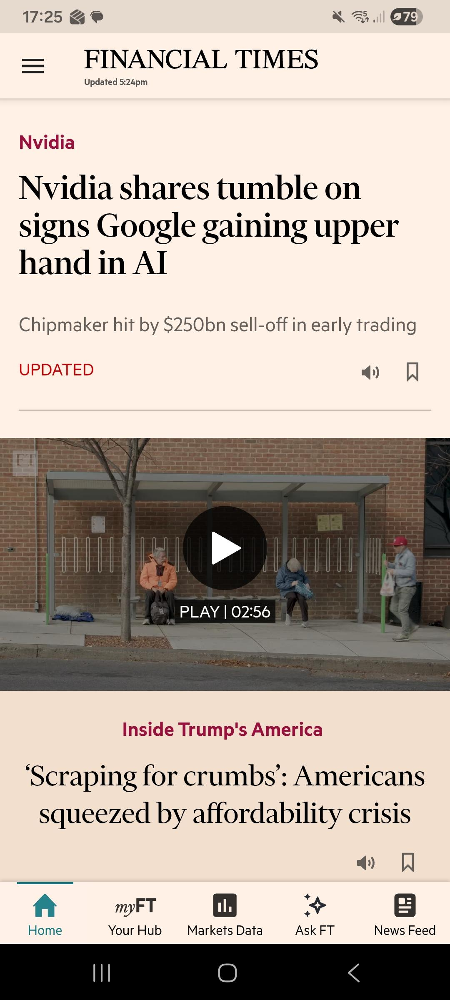 17:25
5
79
FINANCIAL TIMES
Updated 5:24pm
Nvidia
Nvidia shares tumble on
signs Google gaining upper
hand in AI
Chipmaker hit by $250bn sell-off in early trading
UPDATED
FT
PLAY | 02:56
Inside Trump's America
‘Scraping for crumbs’: Americans
squeezed by affordability crisis
Home
myFT
Your Hub
Markets Data
Ask FT
News Feed